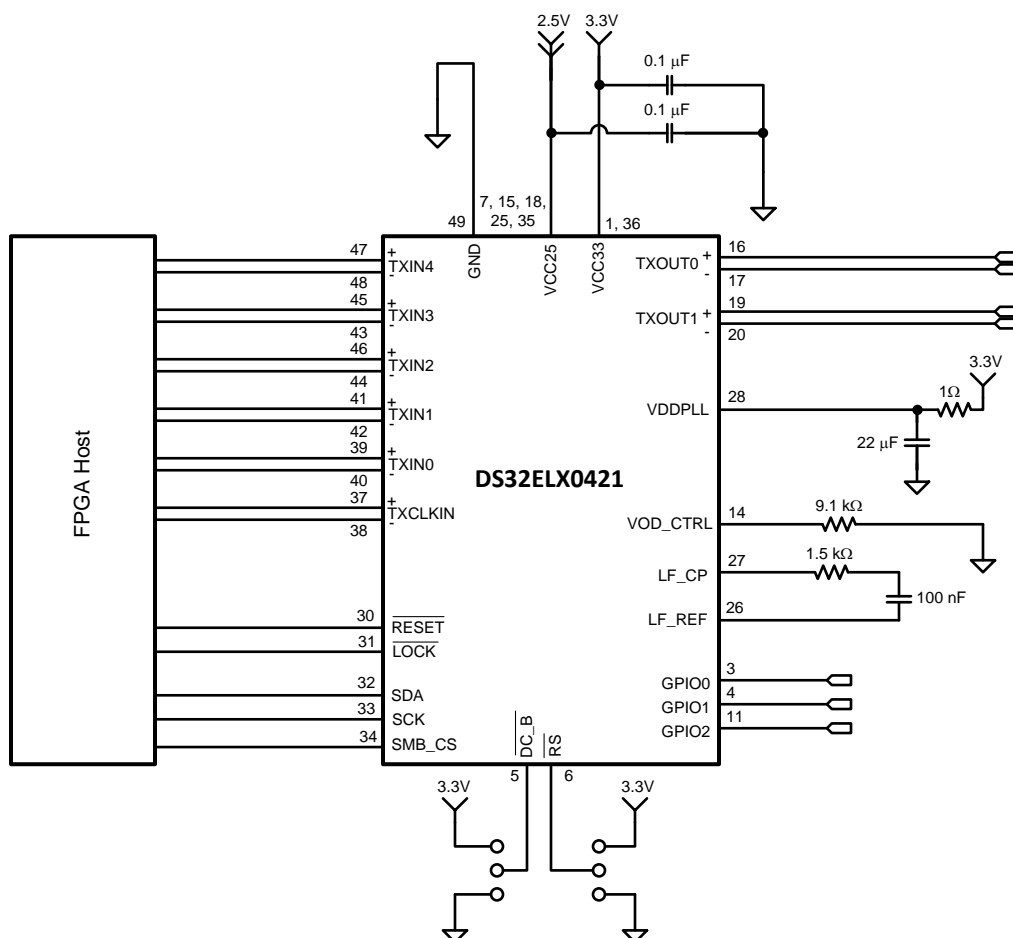 2.5V 3.3V
0.1 μF
0.1 μF
7, 15, 18,
25, 35
49
1, 36
GND
VCC25
VCC33
FPGA Host
47
+
TXIN4
-
48
45
+
TXIN3
-
43
46
+
TXIN2
-
44
41
+
TXIN1
-
42
39
+
TXIN0
-
40
37
+
TXCLKIN
-
38
30
RESET
31
LOCK
32
SDA
33
SCK
34
SMB_CS
DS32ELX0421
16
TXOUT0 +
-
17
19
TXOUT1 +
-
20
3.3V
1Ω
28
VDDPLL
22 μF
14
VOD_CTRL
9.1 kΩ
27
LF_CP
1.5 kΩ
100 nF
26
LF_REF
3
GPIO0
4
GPIO1
11
GPIO2
DC_B
RS
5
6
3.3V
3.3V